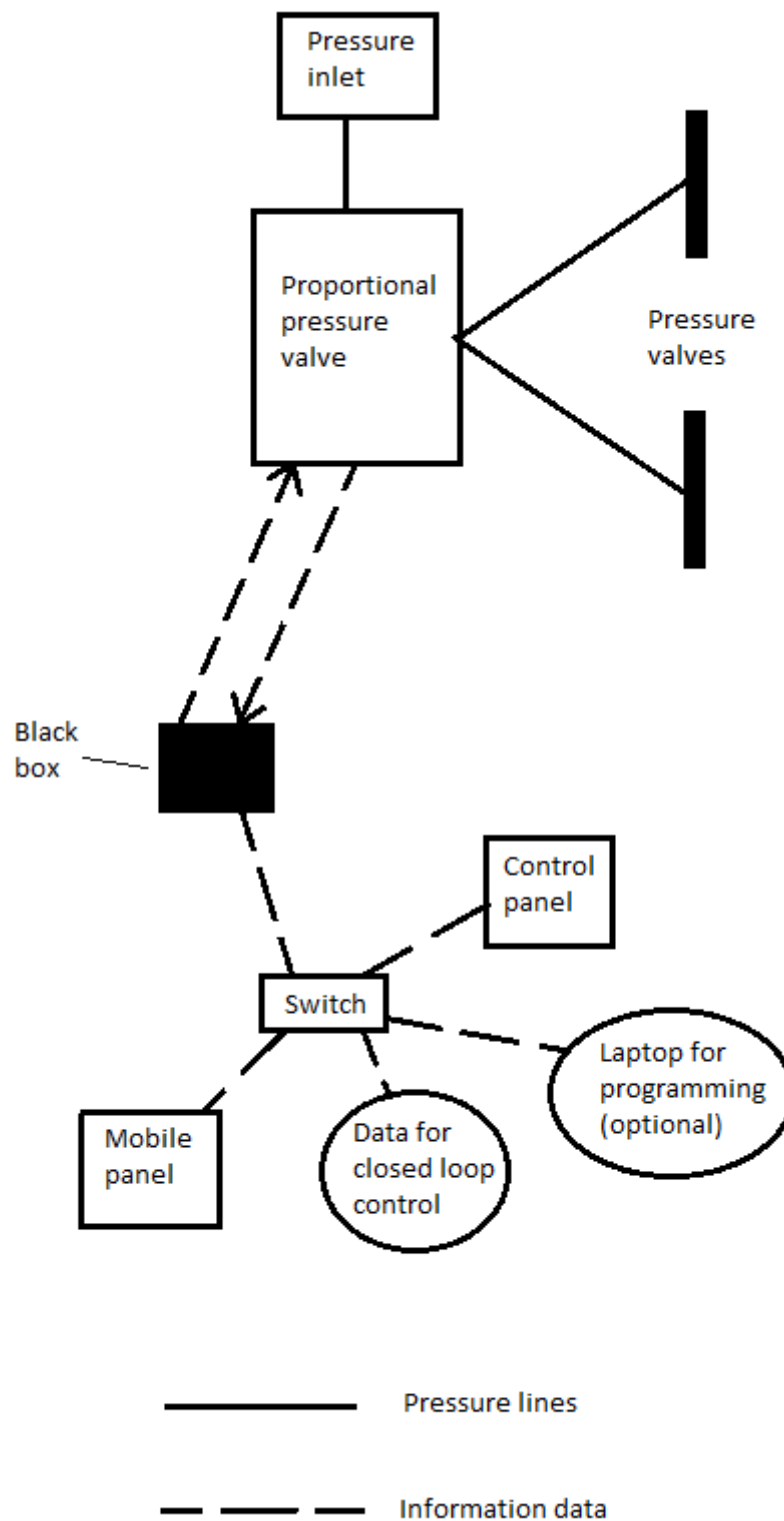 Pressure
inlet
Proportional
pressure
valve
Pressure
valves
Black
box
Control
panel
Switch
Laptop for
programming
(optional)
Mobile
panel
Data for
closed loop
control
Pressure lines
Information data